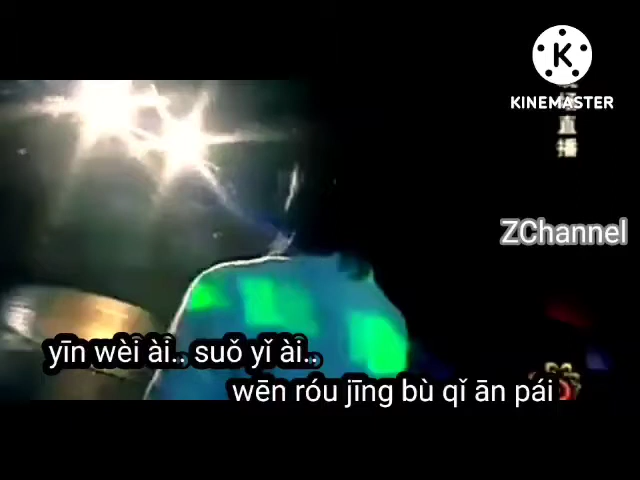 KINEMASTER
直
播
ZChannel
yīn wèi ài.. suǒ yǐ ài..
wēn róu jīng bù qǐ ān pái